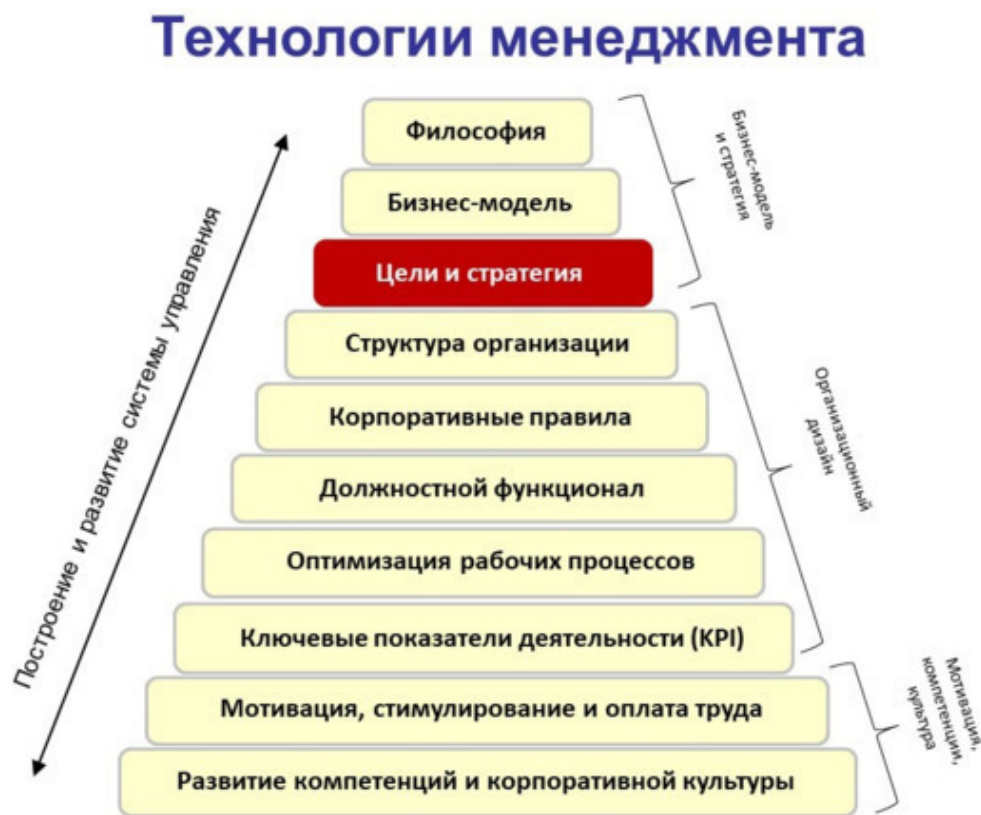 Технологии менеджмента
Философия
Бизнес-модель
Цели и стратегия
Структура организации
Корпоративные правила
Должностной функционал
Оптимизация рабочих процессов
Ключевые показатели деятельности (KPI)
Мотивация, стимулирование и оплата труда
Развитие компетенций и корпоративной культуры
Построение и развитие системы управления
Бизнес-модель
и стратегия
Организационный
дизайн
Мотивация,
компетенции,
культура